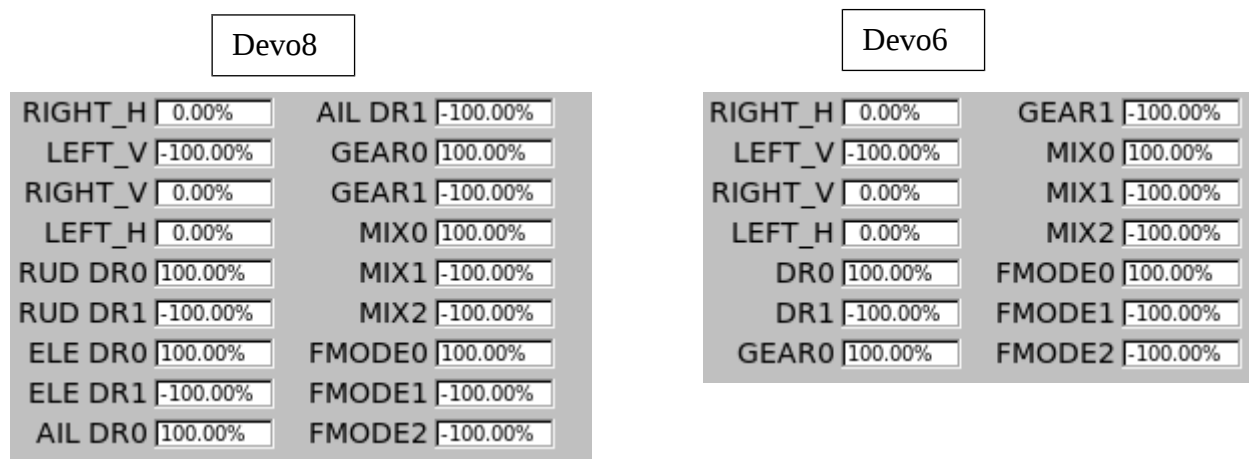 Devo8
RIGHT_H 0.00% AIL DR1 -100.00%
LEFT_V -100.00% GEAR0 100.00%
RIGHT_V 0.00% GEAR1 -100.00%
LEFT_H 0.00% MIX0 100.00%
RUD DR0 100.00% MIX1 -100.00%
RUD DR1 -100.00% MIX2 -100.00%
ELE DR0 100.00% FMODE0 100.00%
ELE DR1 -100.00% FMODE1 -100.00%
AIL DR0 100.00% FMODE2 -100.00%
Devo6
RIGHT_H 0.00% GEAR1 -100.00%
LEFT_V -100.00% MIX0 100.00%
RIGHT_V 0.00% MIX1 -100.00%
LEFT_H 0.00% MIX2 -100.00%
DR0 100.00% FMODE0 100.00%
DR1 -100.00% FMODE1 -100.00%
GEAR0 100.00% FMODE2 -100.00%